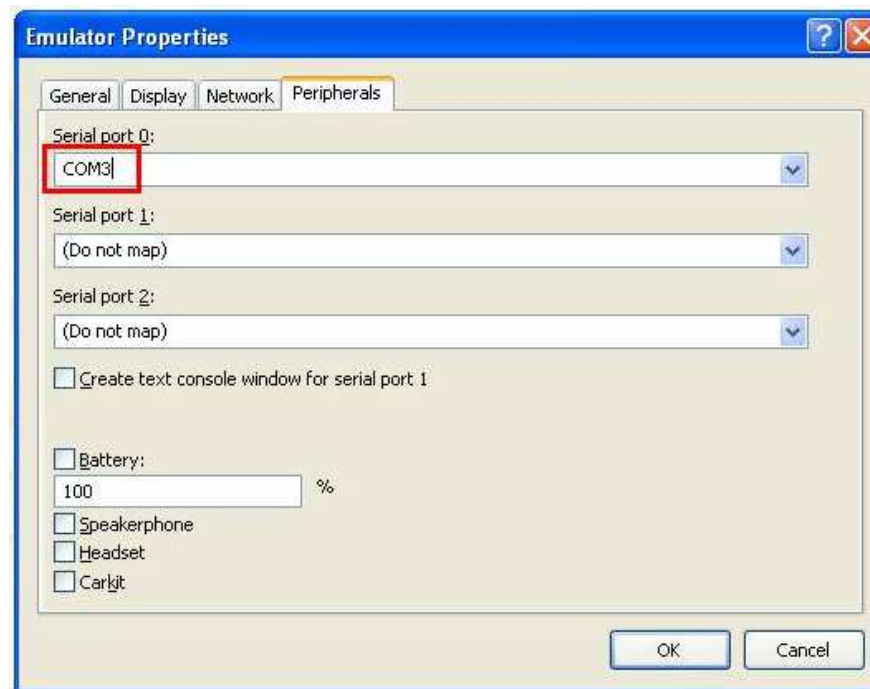 Emulator Properties
General Display Network Peripherals
Serial port 0:
COM3
Serial port 1:
(Do not map)
Serial port 2:
(Do not map)
Create text console window for serial port 1
Battery:
100 %
Speakerphone
Headset
Carkit
OK Cancel